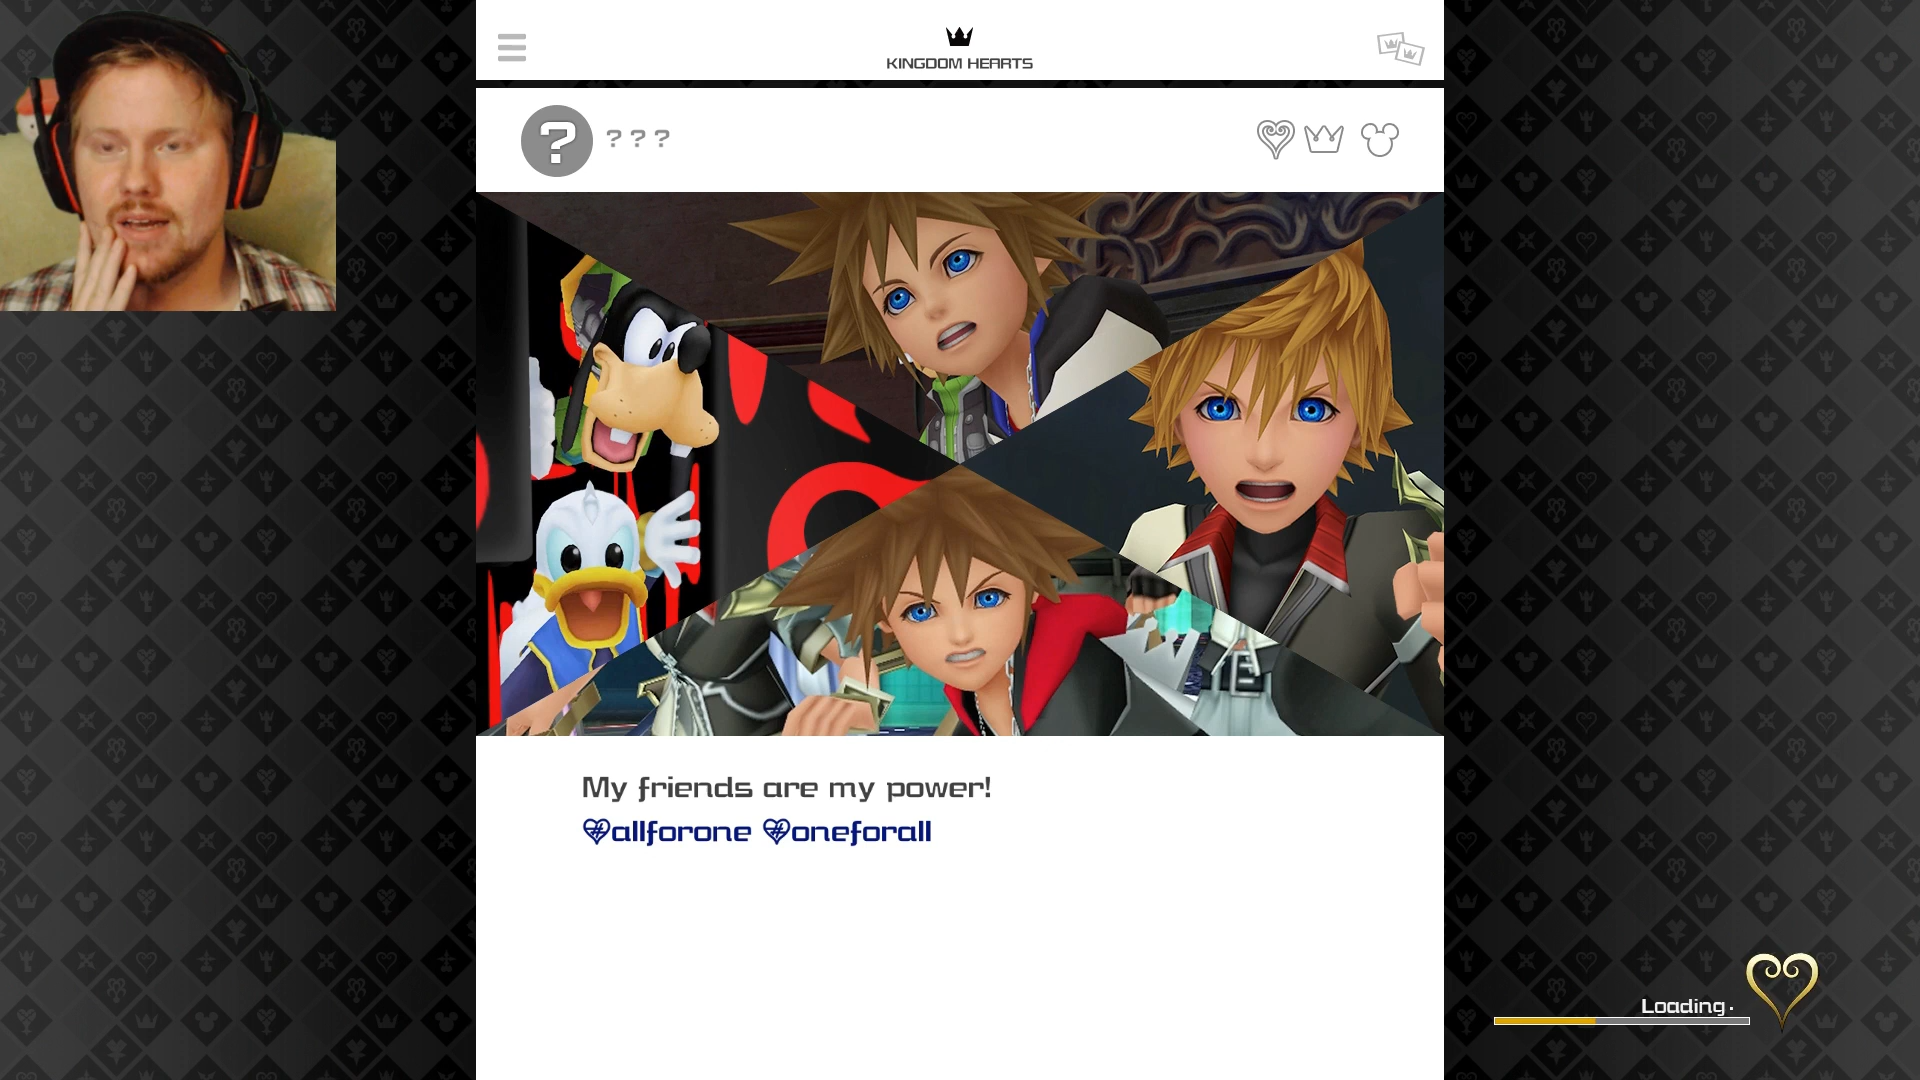 KINGDOM HEARTS
?
? ? ?
My friends are my power!
#allforone #oneforall
Loading.